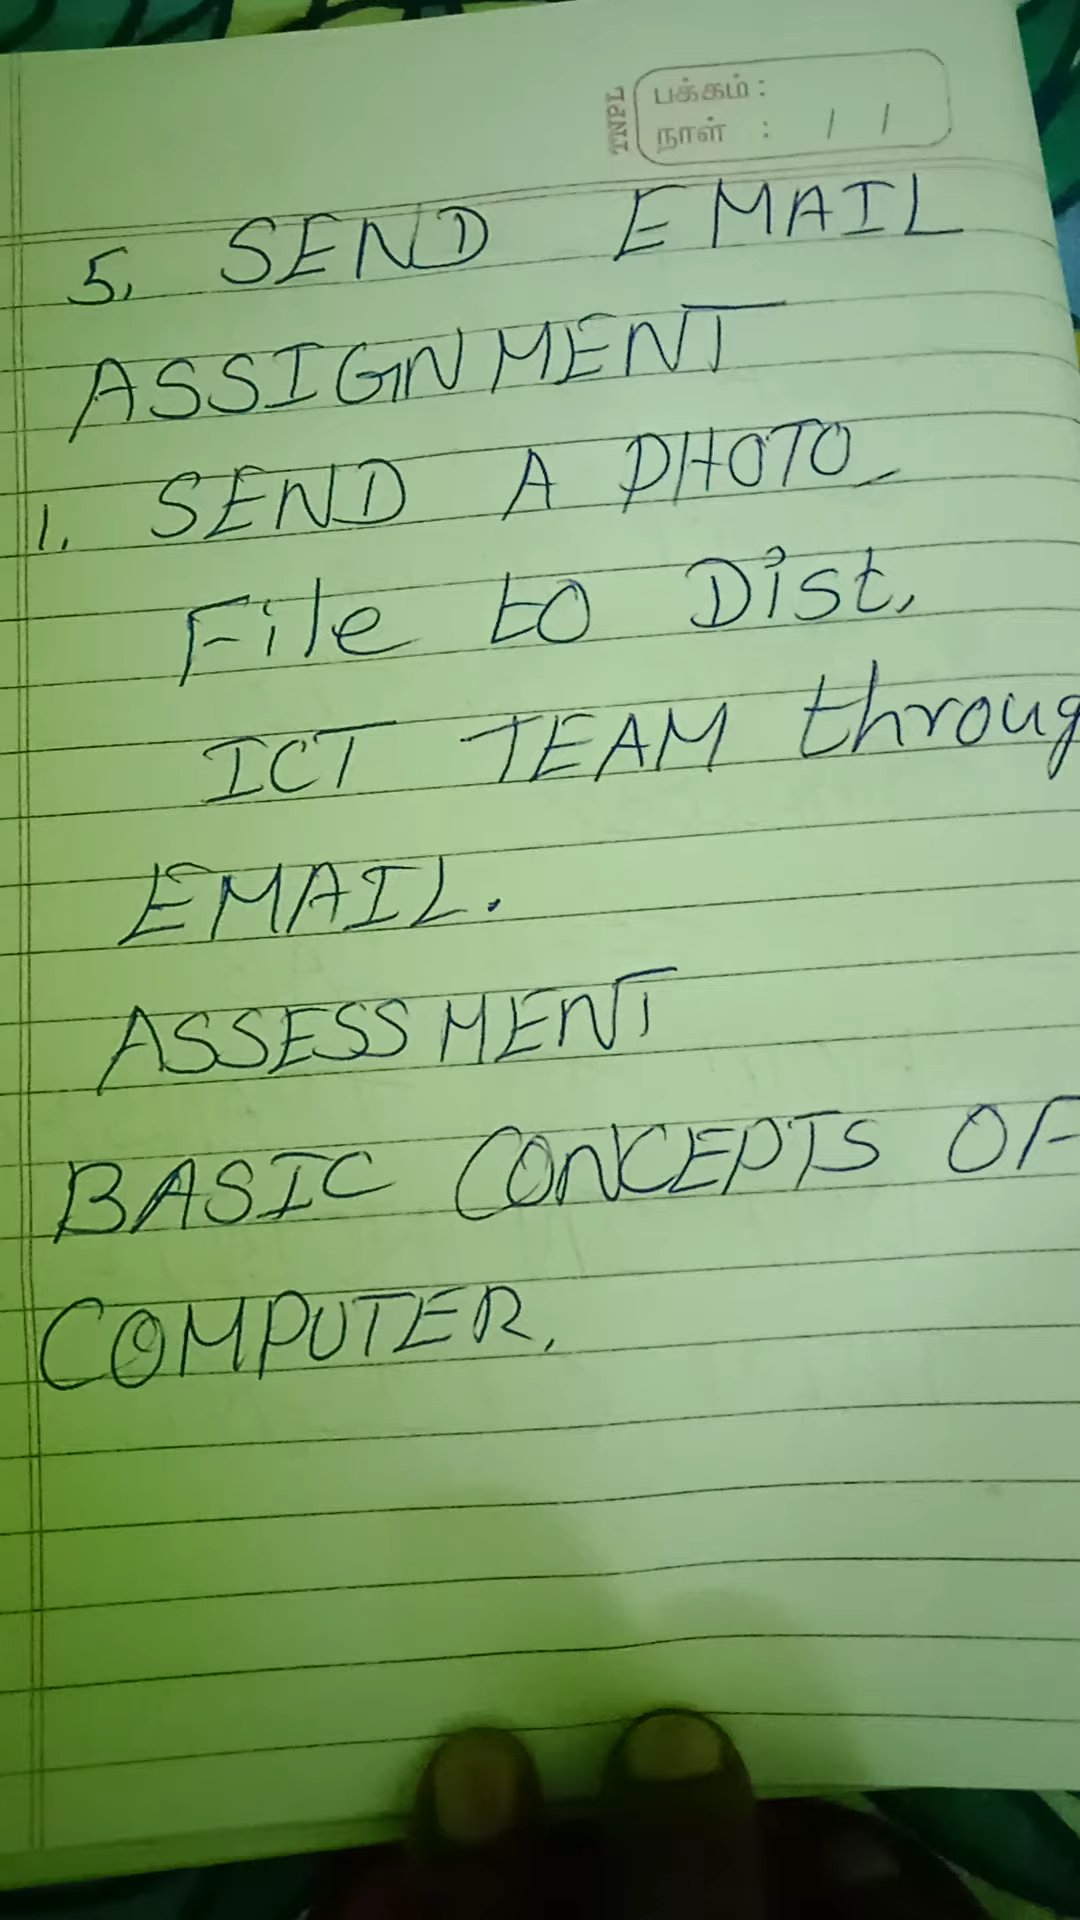 TNPL
பக்கம் :
நாள் : / /
5. SEND EMAIL
ASSIGNMENT
1. SEND A PHOTO
File to Dist.
ICT TEAM throug
EMAIL.
ASSESSMENT
BASIC CONCEPTS OF
COMPUTER.